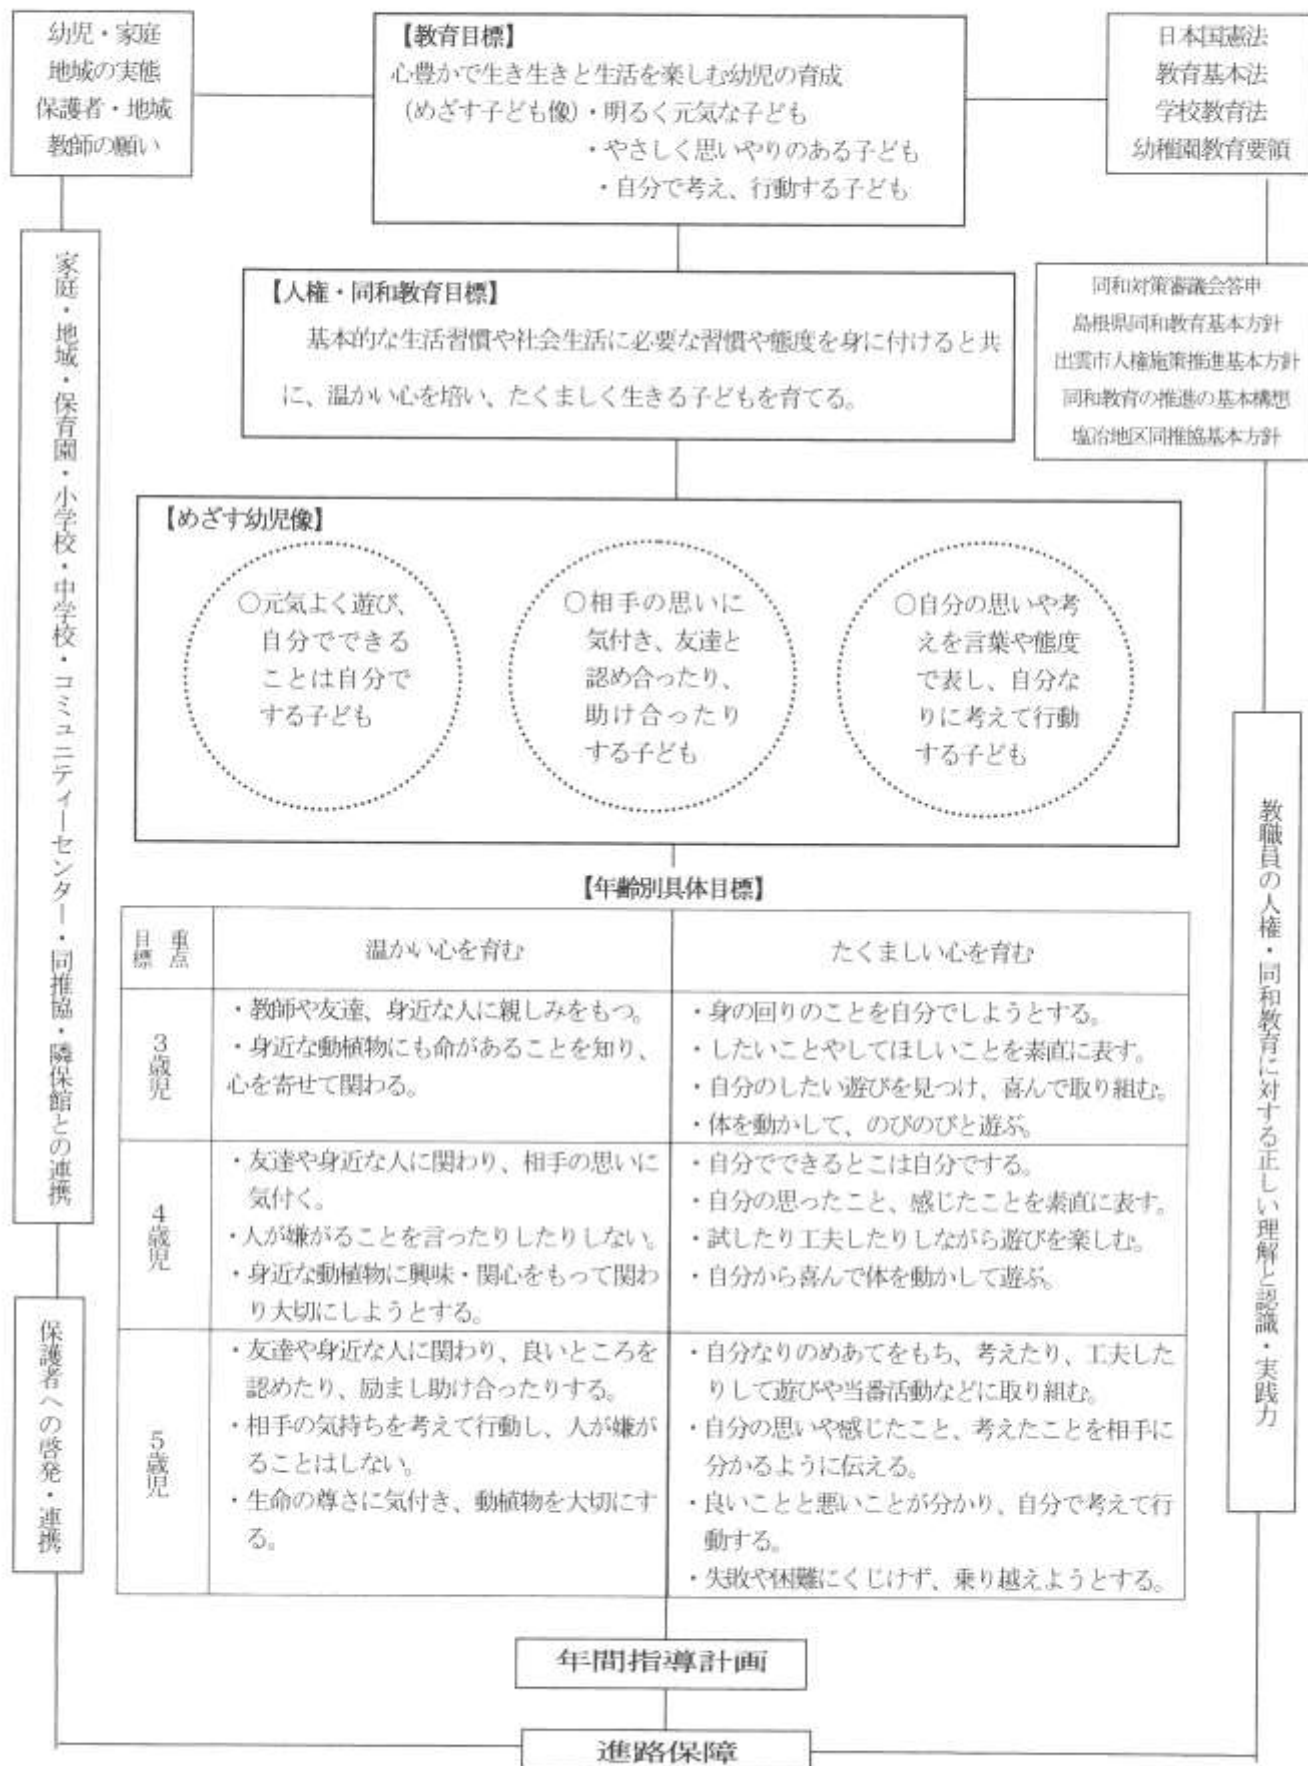 幼児・家庭
地域の実態
保護者・地域
教師の願い
【教育目標】
心豊かで生き生きと生活を楽しむ幼児の育成
(めざす子ども像)・明るく元気な子ども
・やさしく思いやりのある子ども
・自分で考え、行動する子ども
日本国憲法
教育基本法
学校教育法
幼稚園教育要領
家庭・地域・保育園・小学校・中学校・コミュニティーセンター・同推協・隣保館との連携
【人権・同和教育目標】
基本的な生活習慣や社会生活に必要な習慣や態度を身に付けると共
に、温かい心を培い、たくましく生きる子どもを育てる。
同和対策審議会答申
島根県同和教育基本方針
出雲市人権施策推進基本方針
同和教育の推進の基本構想
塩冶地区同推協基本方針
【めざす幼児像】
○元気よく遊び、
自分でできる
ことは自分で
する子ども
○相手の思いに
気付き、友達と
認め合ったり、
助け合ったり
する子ども
○自分の思いや考
えを言葉や態度
で表し、自分な
りに考えて行動
する子ども
教職員の人権・同和教育に対する正しい理解と認識・実践力
【年齢別具体目標】
重点
目標
温かい心を育む
たくましい心を育む
3歳児
・教師や友達、身近な人に親しみをもつ。
・身近な動植物にも命があることを知り、
心を寄せて関わる。
・身の回りのことを自分でしようとする。
・したいことやしてほしいことを素直に表す。
・自分のしたい遊びを見つけ、喜んで取り組む。
・体を動かして、のびのびと遊ぶ。
4歳児
・友達や身近な人に関わり、相手の思いに
気付く。
・人が嫌がることを言ったりしたりしない。
・身近な動植物に興味・関心をもって関わ
り大切にしようとする。
・自分でできるとこは自分でする。
・自分の思ったこと、感じたことを素直に表す。
・試したり工夫したりしながら遊びを楽しむ。
・自分から喜んで体を動かして遊ぶ。
5歳児
・友達や身近な人に関わり、良いところを
認めたり、励まし助け合ったりする。
・相手の気持ちを考えて行動し、人が嫌が
ることはしない。
・生命の尊さに気付き、動植物を大切にす
る。
・自分なりのめあてをもち、考えたり、工夫した
りして遊びや当番活動などに取り組む。
・自分の思いや感じたこと、考えたことを相手に
分かるように伝える。
・良いことと悪いことが分かり、自分で考えて行
動する。
・失敗や困難にくじけず、乗り越えようとする。
保護者への啓発・連携
年間指導計画
進路保障